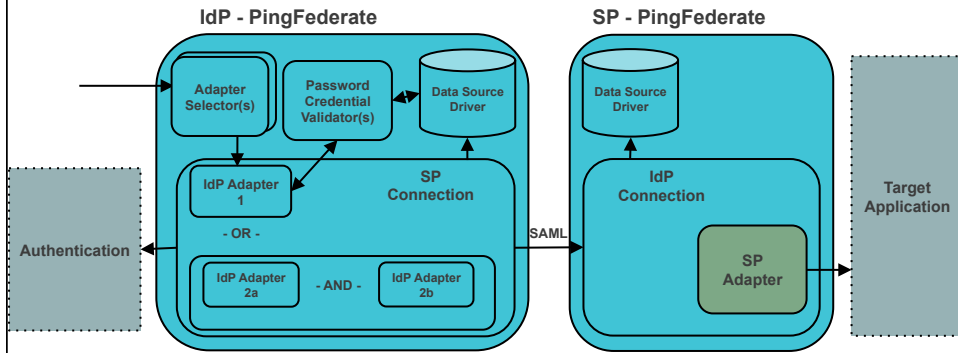 IdP - PingFederate
SP - PingFederate
Adapter
Selector(s)
Password
Credential
Validator(s)
Data Source
Driver
Data Source
Driver
IdP Adapter
1
SP
Connection
IdP
Connection
Target
Application
- OR -
Authentication
SAML
IdP Adapter
2a
- AND -
IdP Adapter
2b
SP
Adapter